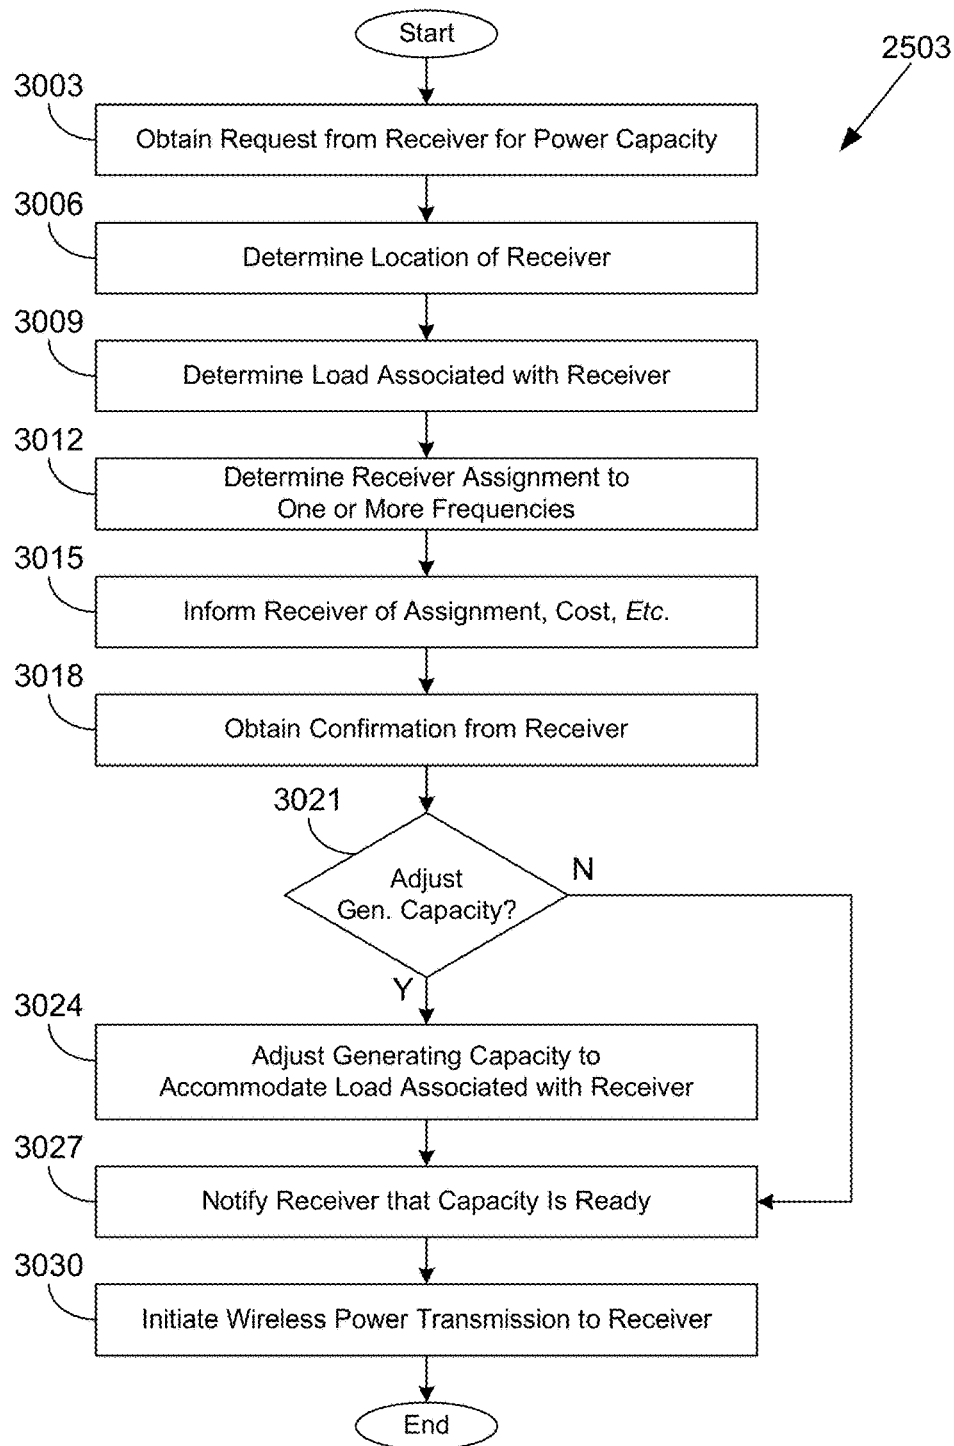 Start
2503
3003
Obtain Request from Receiver for Power Capacity
3006
Determine Location of Receiver
3009
Determine Load Associated with Receiver
3012
Determine Receiver Assignment to
One or More Frequencies
3015
Inform Receiver of Assignment, Cost, Etc.
3018
Obtain Confirmation from Receiver
3021
Adjust
Gen. Capacity?
N
Y
3024
Adjust Generating Capacity to
Accommodate Load Associated with Receiver
3027
Notify Receiver that Capacity Is Ready
3030
Initiate Wireless Power Transmission to Receiver
End